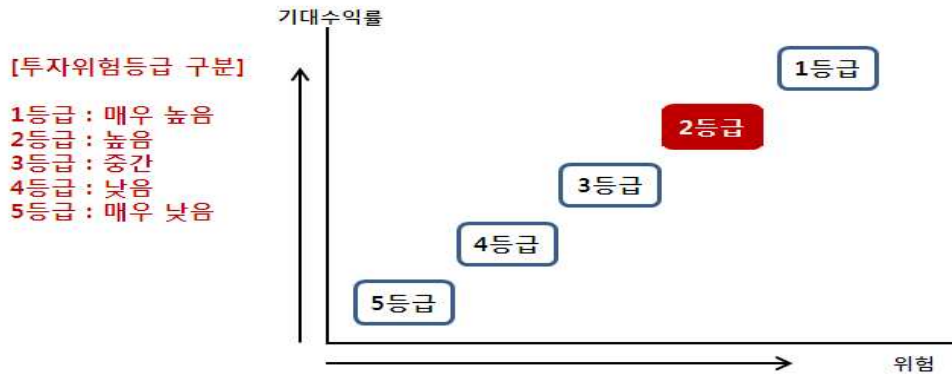 기대수익률
[투자위험등급 구분]
1등급 : 매우 높음
2등급 : 높음
3등급 : 중간
4등급 : 낮음
5등급 : 매우 낮음
1등급
2등급
3등급
4등급
5등급
위험